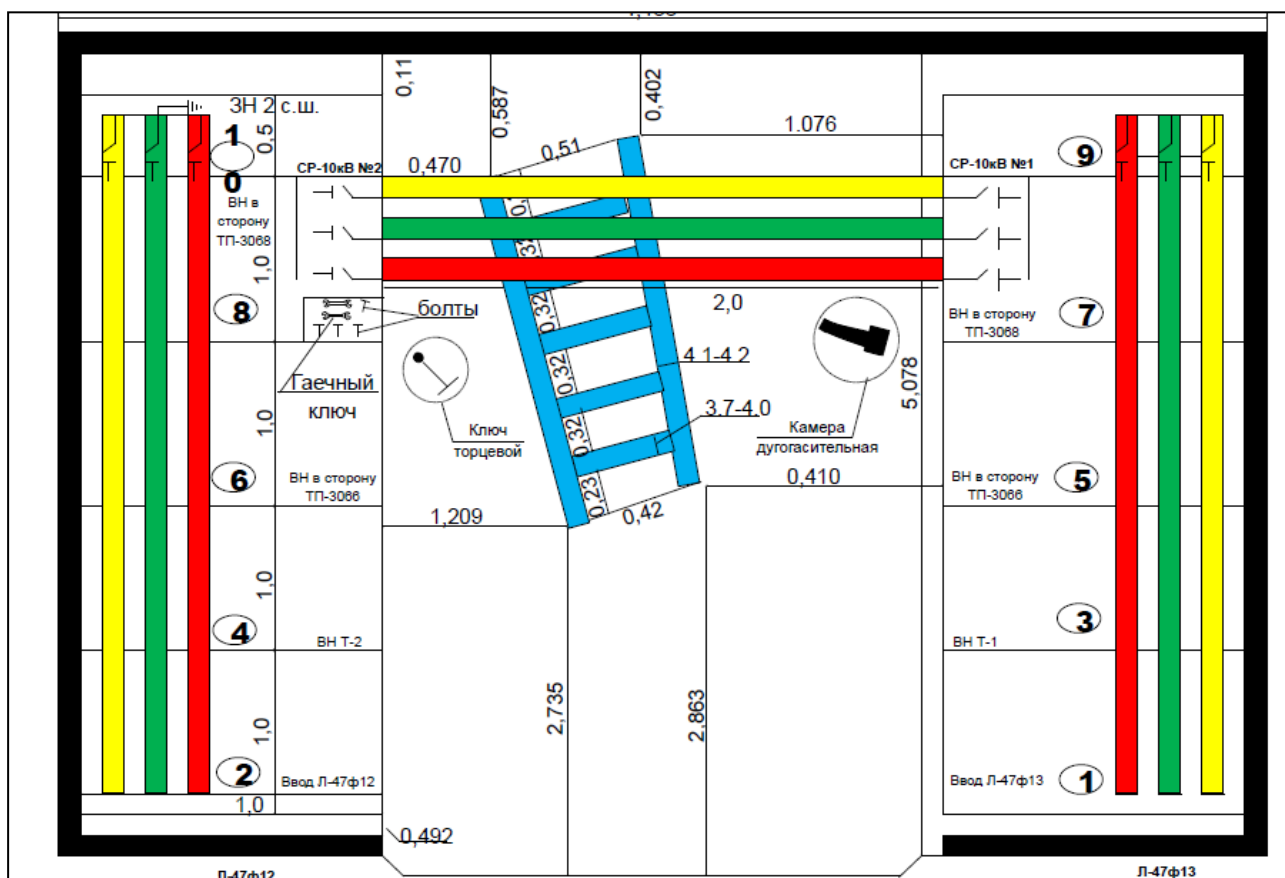 0,11
0,587
0,402
ЗН 2 с.ш.
1.076
1
0
0,5
0,51
9
СР-10кВ №2
0,470
СР-10кВ №1
ВН в
сторону
ТП-3068
1,0
8
болты
0,32
2,0
ВН в сторону
ТП-3068
7
Гаечный
ключ
0,32
4.1-4.2
5,078
1,0
Ключ
торцевой
0,32
3.7-4.0
Камера
дугогасительная
6
ВН в сторону
ТП-3066
0,23
0,410
ВН в сторону
ТП-3066
5
1,209
0,42
1,0
4
ВН Т-2
3
ВН Т-1
2,735
2,863
1,0
2
Ввод Л-47ф12
Ввод Л-47ф13
1
1,0
0,492
Л-47ф12
Л-47ф13